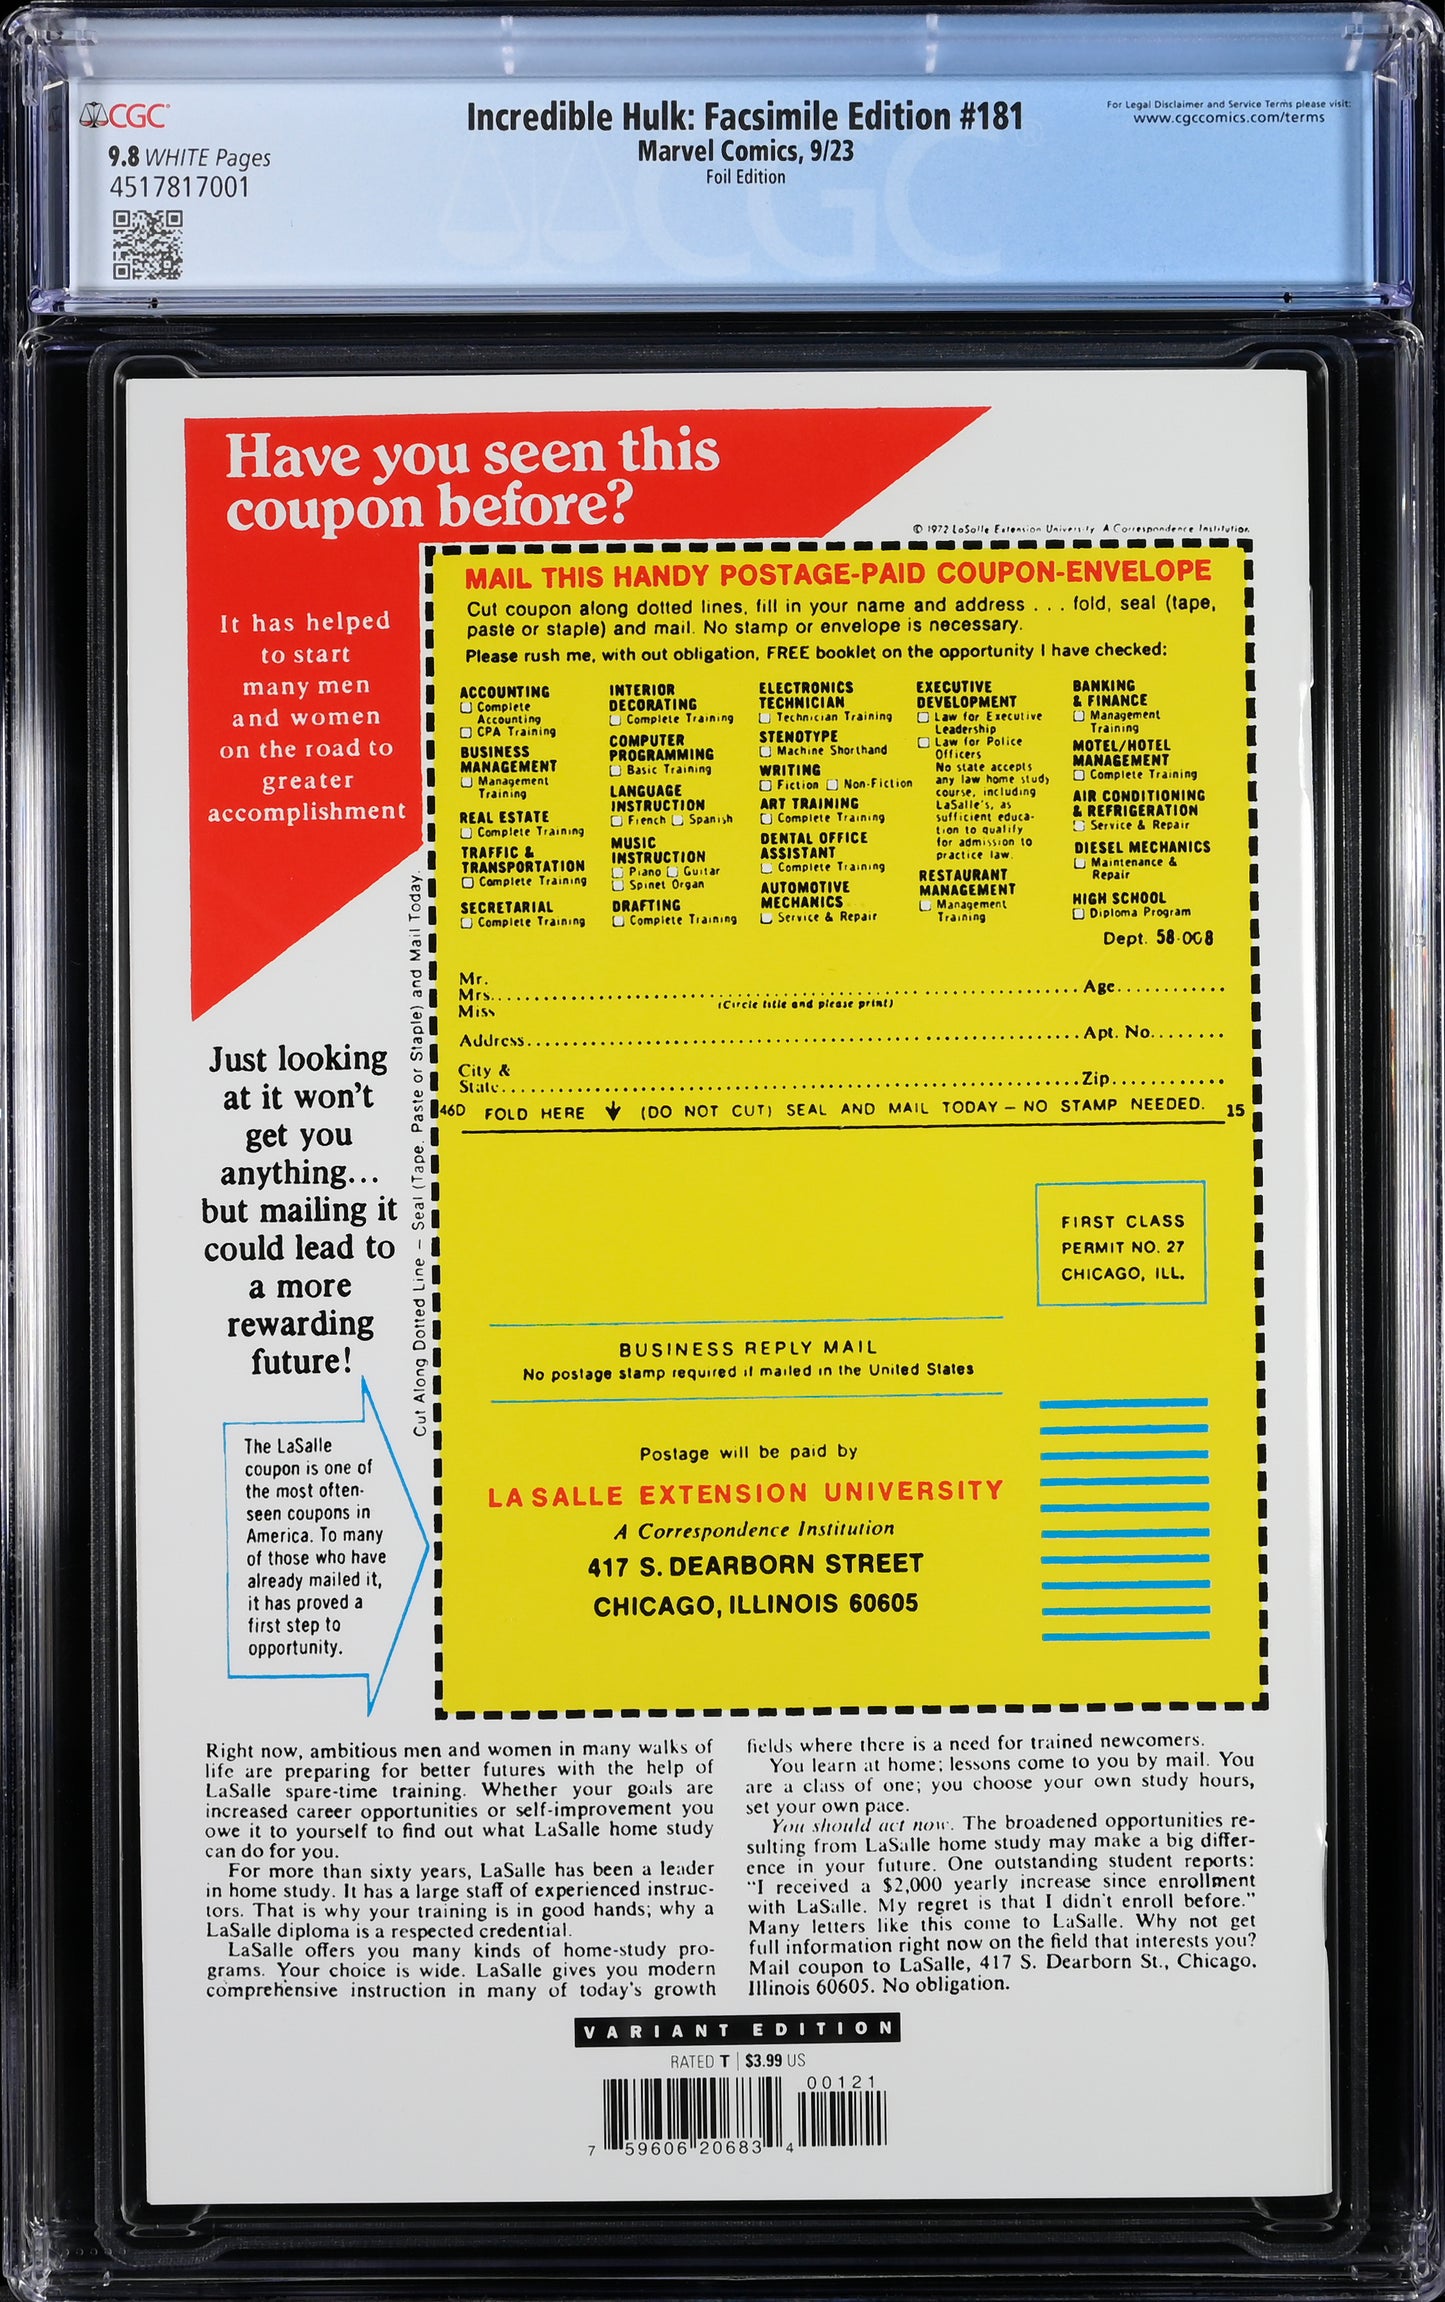 CGC
9.8 WHITE Pages
4517817001
Incredible Hulk: Facsimile Edition #181
Marvel Comics, 9/23
Foil Edition
For Legal Disclaimer and Service Terms please visit:
www.cgccomics.com/terms
CGC
Have you seen this
coupon before?
It has helped
to start
many men
and women
on the road to
greater
accomplishment
© 1972 LaSalle Extension University A Correspondence Institution
MAIL THIS HANDY POSTAGE-PAID COUPON-ENVELOPE
Cut coupon along dotted lines, fill in your name and address . . . fold, seal (tape,
paste or staple) and mail. No stamp or envelope is necessary.
Please rush me, with out obligation, FREE booklet on the opportunity I have checked:
ACCOUNTING
Complete
Accounting
CPA Training
BUSINESS
MANAGEMENT
Management
Training
REAL ESTATE
Complete Training
TRAFFIC &
TRANSPORTATION
Complete Training
SECRETARIAL
Complete Training
INTERIOR
DECORATING
Complete Training
COMPUTER
PROGRAMMING
Basic Training
LANGUAGE
INSTRUCTION
French Spanish
MUSIC
INSTRUCTION
Piano Guitar
Spinet Organ
DRAFTING
Complete Training
ELECTRONICS
TECHNICIAN
Technician Training
STENOTYPE
Machine Shorthand
WRITING
Fiction Non-Fiction
ART TRAINING
Complete Training
DENTAL OFFICE
ASSISTANT
Complete Training
AUTOMOTIVE
MECHANICS
Service & Repair
EXECUTIVE
DEVELOPMENT
Law for Executive
Leadership
Law for Police
Officers
No state accepts
any law home study
course, including
LaSalle's, as
sufficient educa-
tion to qualify
for admission to
practice law.
RESTAURANT
MANAGEMENT
Management
Training
BANKING
& FINANCE
Management
Training
MOTEL/HOTEL
MANAGEMENT
Complete Training
AIR CONDITIONING
& REFRIGERATION
Service & Repair
DIESEL MECHANICS
Maintenance &
Repair
HIGH SCHOOL
Diploma Program
Dept. 58-008
Mr.
Mrs. Age
Miss
(Circle title and please print)
Address Apt. No.
City &
State Zip
46D FOLD HERE (DO NOT CUT) SEAL AND MAIL TODAY – NO STAMP NEEDED. 15
Cut Along Dotted Line – Seal (Tape, Paste or Staple) and Mail Today.
Just looking
at it won't
get you
anything...
but mailing it
could lead to
a more
rewarding
future!
The LaSalle
coupon is one of
the most often-
seen coupons in
America. To many
of those who have
already mailed it,
it has proved a
first step to
opportunity.
FIRST CLASS
PERMIT NO. 27
CHICAGO, ILL.
BUSINESS REPLY MAIL
No postage stamp required if mailed in the United States
Postage will be paid by
LA SALLE EXTENSION UNIVERSITY
A Correspondence Institution
417 S. DEARBORN STREET
CHICAGO, ILLINOIS 60605
Right now, ambitious men and women in many walks of
life are preparing for better futures with the help of
LaSalle spare-time training. Whether your goals are
increased career opportunities or self-improvement you
owe it to yourself to find out what LaSalle home study
can do for you.
For more than sixty years, LaSalle has been a leader
in home study. It has a large staff of experienced instruc-
tors. That is why your training is in good hands; why a
LaSalle diploma is a respected credential.
LaSalle offers you many kinds of home-study pro-
grams. Your choice is wide. LaSalle gives you modern
comprehensive instruction in many of today's growth
fields where there is a need for trained newcomers.
You learn at home; lessons come to you by mail. You
are a class of one; you choose your own study hours,
set your own pace.
You should act now. The broadened opportunities re-
sulting from LaSalle home study may make a big differ-
ence in your future. One outstanding student reports:
"I received a $2,000 yearly increase since enrollment
with LaSalle. My regret is that I didn't enroll before."
Many letters like this come to LaSalle. Why not get
full information right now on the field that interests you?
Mail coupon to LaSalle, 417 S. Dearborn St., Chicago,
Illinois 60605. No obligation.
VARIANT EDITION
RATED T | $3.99 US
00121
7 59606 20683 4